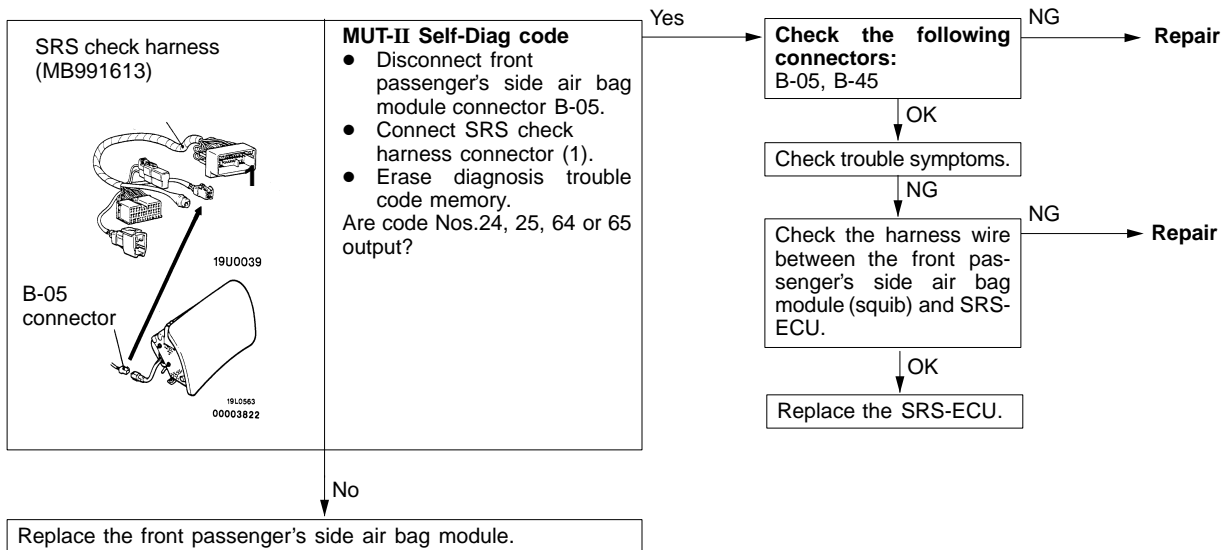 SRS check harness
(MB991613)
19U0039
B-05
connector
19L0563
00003822
MUT-II Self-Diag code
● Disconnect front
passenger's side air bag
module connector B-05.
● Connect SRS check
harness connector (1).
● Erase diagnosis trouble
code memory.
Are code Nos.24, 25, 64 or 65
output?
Yes
Check the following
connectors:
B-05, B-45
NG
Repair
OK
Check trouble symptoms.
NG
Check the harness wire
between the front pas-
senger's side air bag
module (squib) and SRS-
ECU.
NG
Repair
OK
Replace the SRS-ECU.
No
Replace the front passenger's side air bag module.